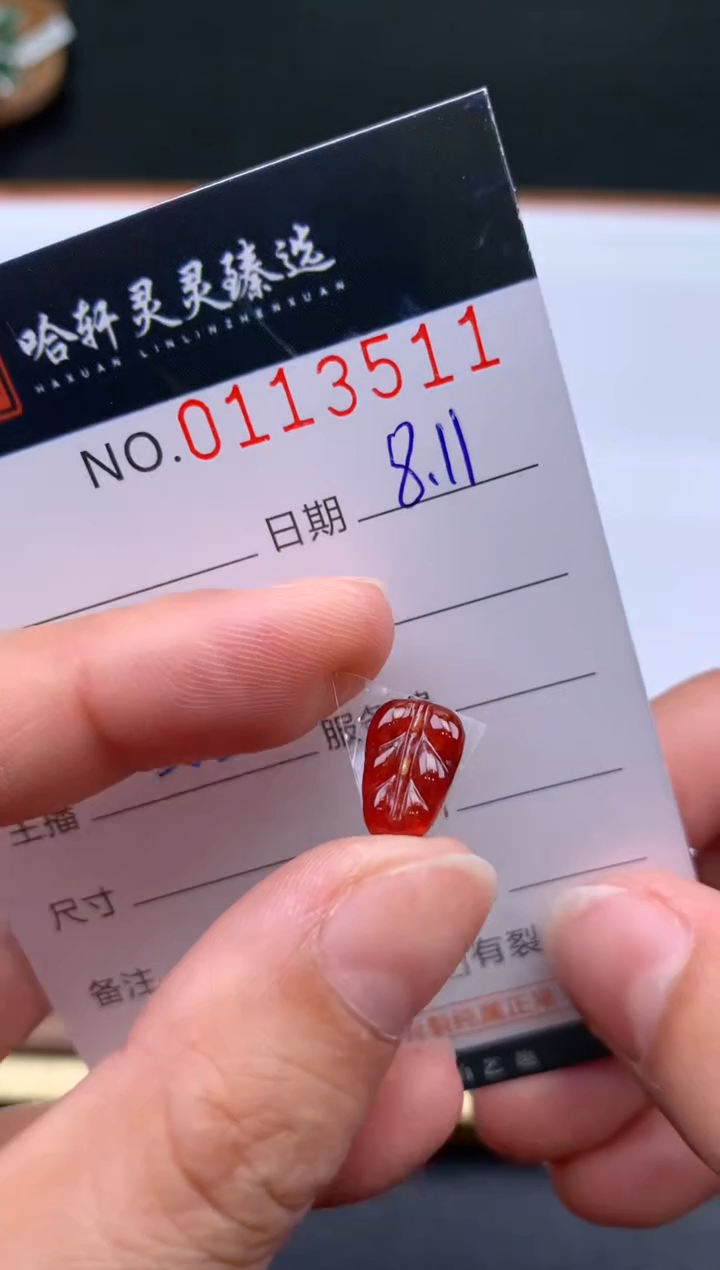 哈轩灵灵臻选
HAXUAN LINLINZHENXUAN
NO.0113511
日期 8.11
主播
尺寸
备注
有裂